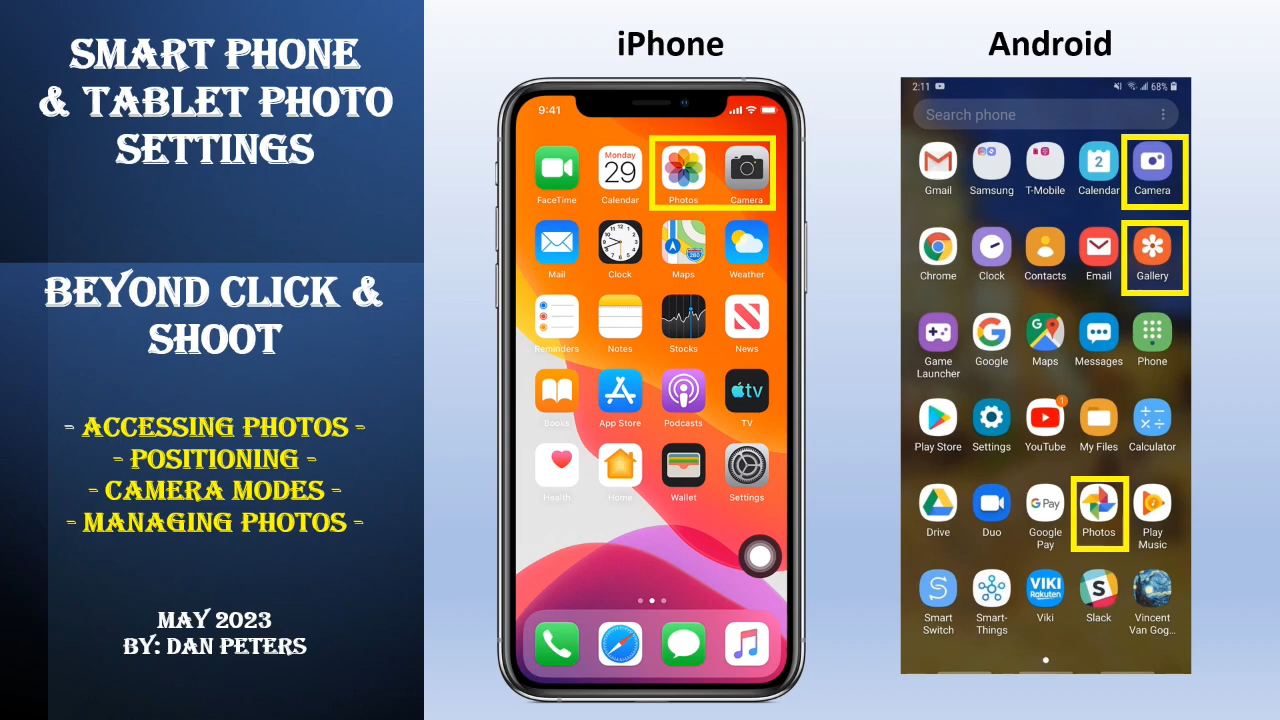 SMART PHONE
& TABLET PHOTO
SETTINGS
BEYOND CLICK &
SHOOT
- ACCESSING PHOTOS -
- POSITIONING -
- CAMERA MODES -
- MANAGING PHOTOS -
MAY 2023
BY: DAN PETERS
iPhone
9:41
Monday
29
FaceTime Calendar Photos Camera
280
Mail Clock Maps Weather
Reminders Notes Stocks News
tv
Books App Store Podcasts TV
Health Home Wallet Settings
Android
2:11 68%
Search phone
2
Gmail Samsung T-Mobile Calendar Camera
Chrome Clock Contacts Email Gallery
G
Game Launcher Google Maps Messages Phone
1
Play Store Settings YouTube My Files Calculator
G Pay
Drive Duo Google Pay Photos Play Music
VIKI
Rakuten
S
Smart Switch Smart-Things Viki Slack Vincent Van Gog...